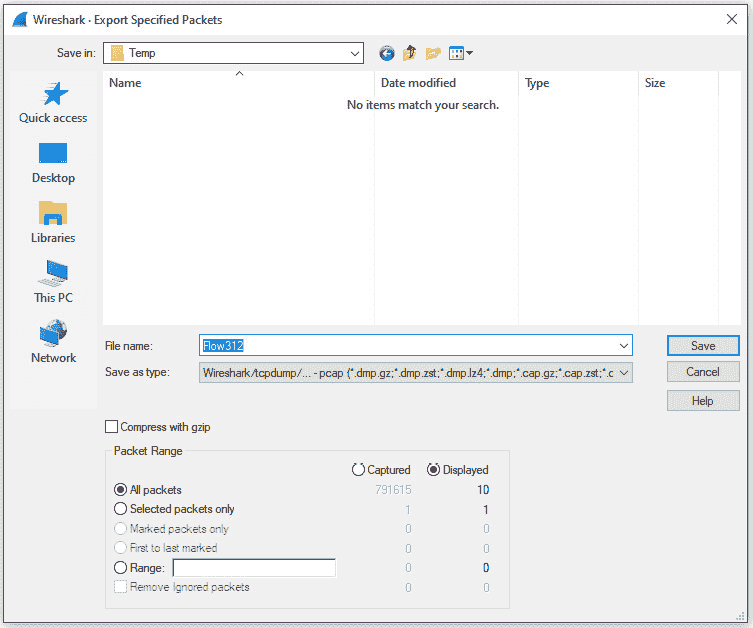 Wireshark · Export Specified Packets
Save in: Temp
Name Date modified Type Size
No items match your search.
Quick access
Desktop
Libraries
This PC
Network
File name: Flow312 Save
Save as type: Wireshark/tcpdump/... - pcap (*.dmp.gz;*.dmp.zst;*.dmp.lz4;*.dmp;*.cap.gz;*.cap.zst;*.c Cancel
Help
Compress with gzip
Packet Range
Captured Displayed
All packets 791615 10
Selected packets only 1 1
Marked packets only 0 0
First to last marked 0 0
Range: 0 0
Remove Ignored packets 0 0